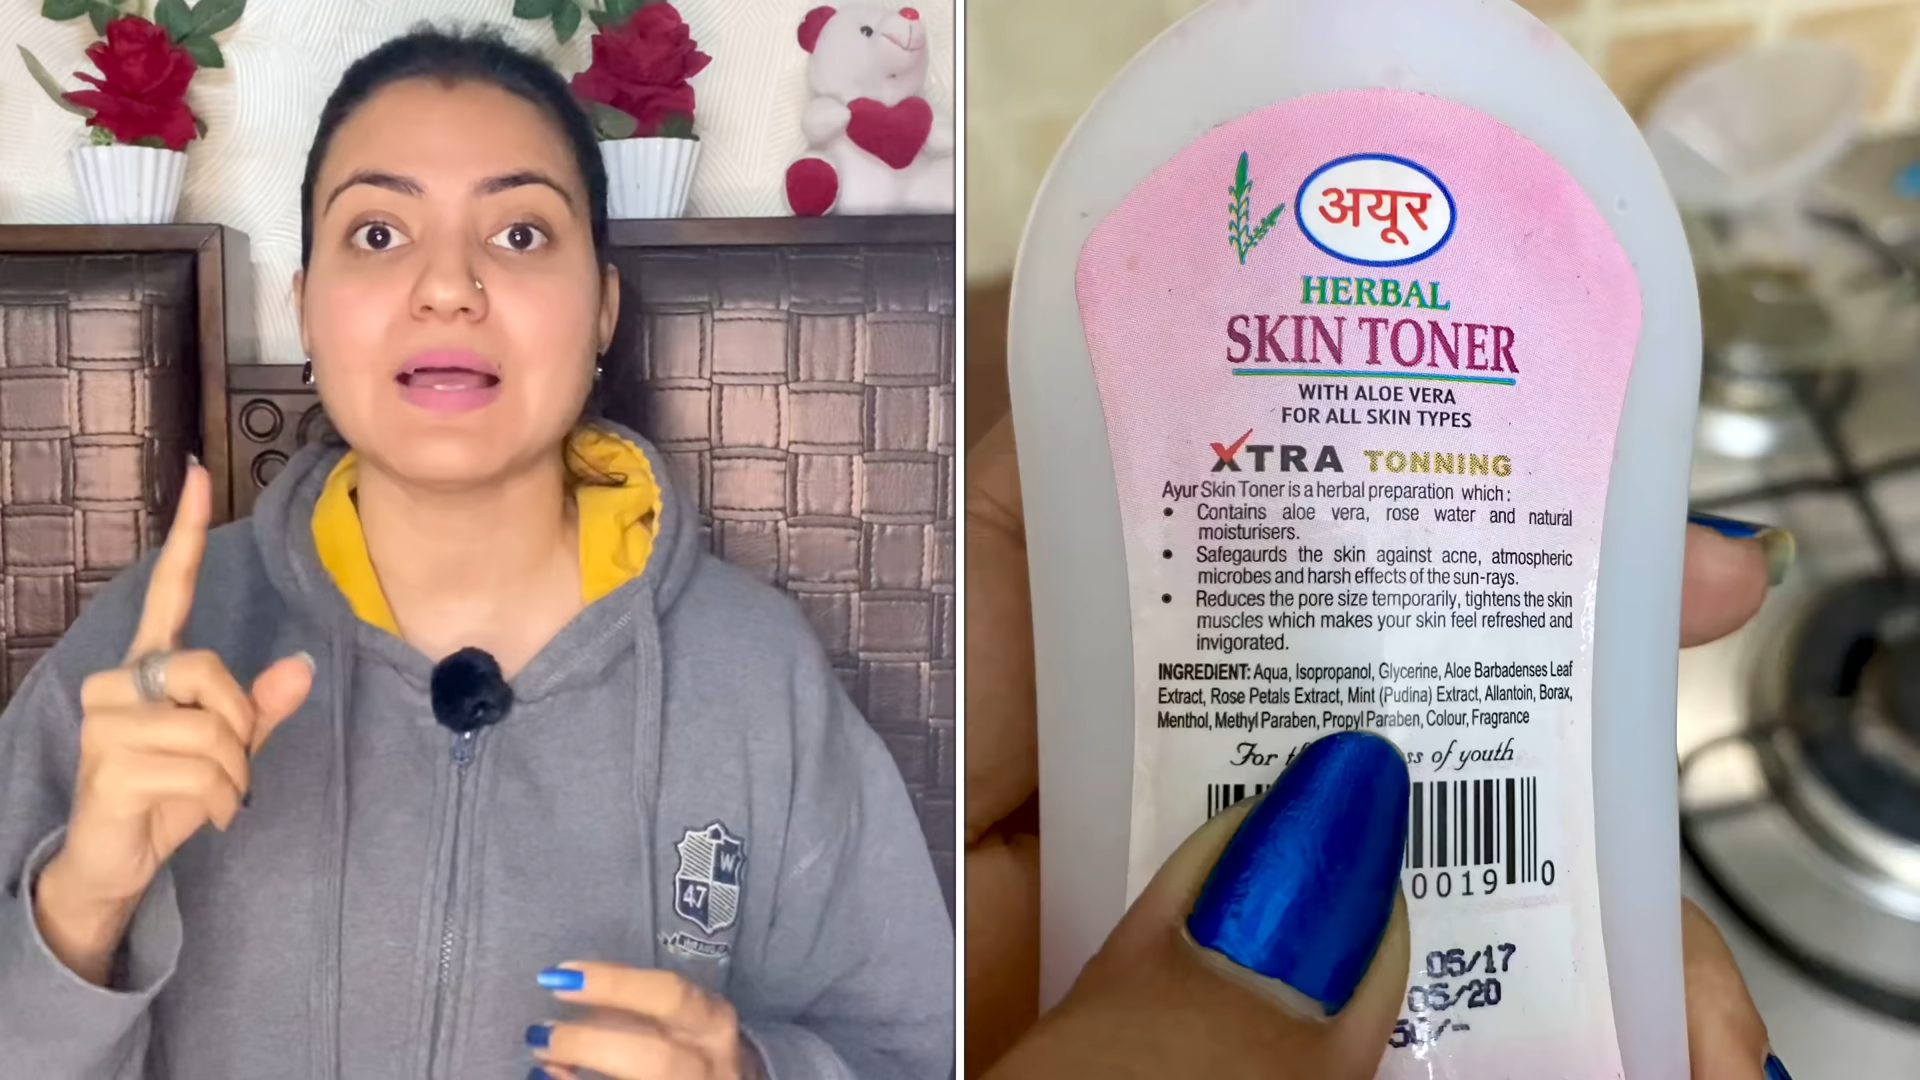 W
47
अयूर
HERBAL
SKIN TONER
WITH ALOE VERA
FOR ALL SKIN TYPES
XTRA TONNING
Ayur Skin Toner is a herbal preparation which :
• Contains aloe vera, rose water and natural
moisturisers.
• Safegaurds the skin against acne, atmospheric
microbes and harsh effects of the sun-rays.
• Reduces the pore size temporarily, tightens the skin
muscles which makes your skin feel refreshed and
invigorated.
INGREDIENT: Aqua, Isopropanol, Glycerine, Aloe Barbadenses Leaf
Extract, Rose Petals Extract, Mint (Pudina) Extract, Allantoin, Borax,
Menthol, Methyl Paraben, Propyl Paraben, Colour, Fragrance
For of youth
0019 0
05/17
05/20
50/-